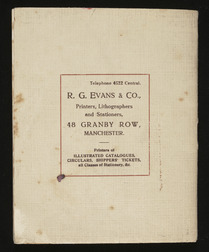 Telephone 4132 Central.
R. G. EVANS & Co.,
Printers, Lithographers
and Stationers,
48 GRANBY ROW,
MANCHESTER.
Printers of
ILLUSTRATED CATALOGUES,
CIRCULARS, SHIPPERS' TICKETS,
all Classes of Stationery, &c.